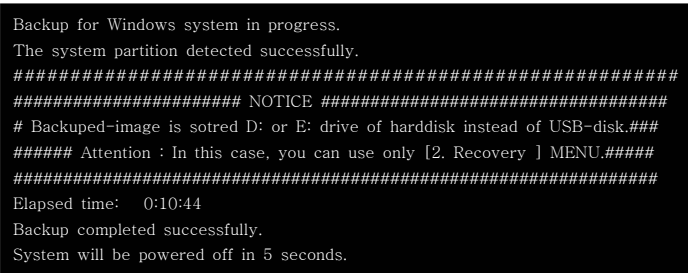 Backup for Windows system in progress.
The system partition detected successfully.
##########################################################
####################### NOTICE ###################################
# Backuped-image is sotred D: or E: drive of harddisk instead of USB-disk.###
###### Attention : In this case, you can use only [2. Recovery ] MENU.#####
#################################################################
Elapsed time:   0:10:44
Backup completed successfully.
System will be powered off in 5 seconds.